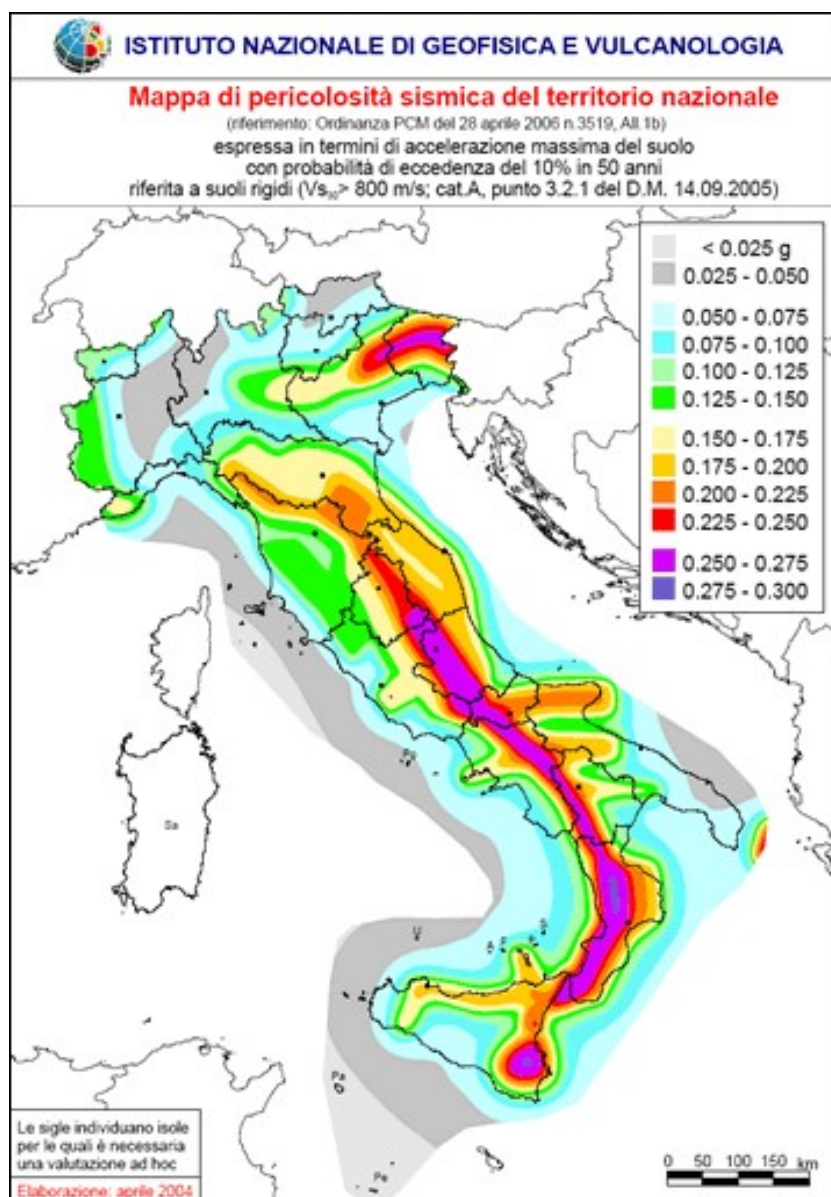 ISTITUTO NAZIONALE DI GEOFISICA E VULCANOLOGIA
Mappa di pericolosità sismica del territorio nazionale
(riferimento: Ordinanza PCM del 28 aprile 2006 n.3519, All.1b)
espressa in termini di accelerazione massima del suolo
con probabilità di eccedenza del 10% in 50 anni
riferita a suoli rigidi (Vs30> 800 m/s; cat.A, punto 3.2.1 del D.M. 14.09.2005)
< 0.025 g
0.025 - 0.050
0.050 - 0.075
0.075 - 0.100
0.100 - 0.125
0.125 - 0.150
0.150 - 0.175
0.175 - 0.200
0.200 - 0.225
0.225 - 0.250
0.250 - 0.275
0.275 - 0.300
Sa
U
A
Pa
Pe
Le sigle individuano isole
per le quali è necessaria
una valutazione ad hoc
Elaborazione: aprile 2004
0 50 100 150 km